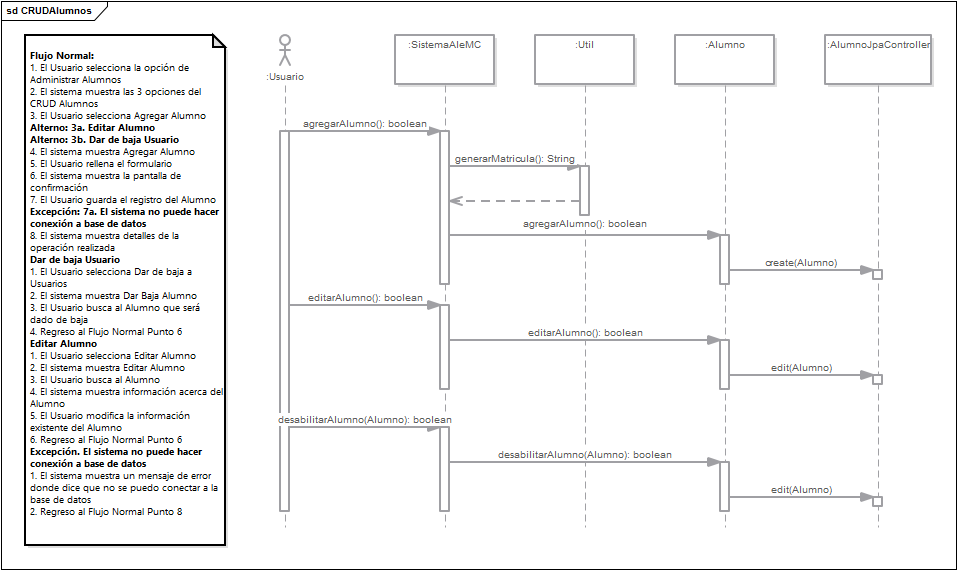 sd CRUDAlumnos
Flujo Normal:
1. El Usuario selecciona la opción de
Administrar Alumnos
2. El sistema muestra las 3 opciones del
CRUD Alumnos
3. El Usuario selecciona Agregar Alumno
Alterno: 3a. Editar Alumno
Alterno: 3b. Dar de baja Usuario
4. El sistema muestra Agregar Alumno
5. El Usuario rellena el formulario
6. El sistema muestra la pantalla de
confirmación
7. El Usuario guarda el registro del Alumno
Excepción: 7a. El sistema no puede hacer
conexión a base de datos
8. El sistema muestra detalles de la
operación realizada
Dar de baja Usuario
1. El Usuario selecciona Dar de baja a
Usuarios
2. El sistema muestra Dar Baja Alumno
3. El Usuario busca al Alumno que será
dado de baja
4. Regreso al Flujo Normal Punto 6
Editar Alumno
1. El Usuario selecciona Editar Alumno
2. El sistema muestra Editar Alumno
3. El Usuario busca al Alumno
4. El sistema muestra información acerca del
Alumno
5. El Usuario modifica la información
existente del Alumno
6. Regreso al Flujo Normal Punto 6
Excepción. El sistema no puede hacer
conexión a base de datos
1. El sistema muestra un mensaje de error
donde dice que no se puedo conectar a la
base de datos
2. Regreso al Flujo Normal Punto 8
:Usuario
:SistemaAleMC
:Util
:Alumno
:AlumnoJpaController
agregarAlumno(): boolean
generarMatricula(): String
agregarAlumno(): boolean
create(Alumno)
editarAlumno(): boolean
editarAlumno(): boolean
edit(Alumno)
desabilitarAlumno(Alumno): boolean
desabilitarAlumno(Alumno): boolean
edit(Alumno)